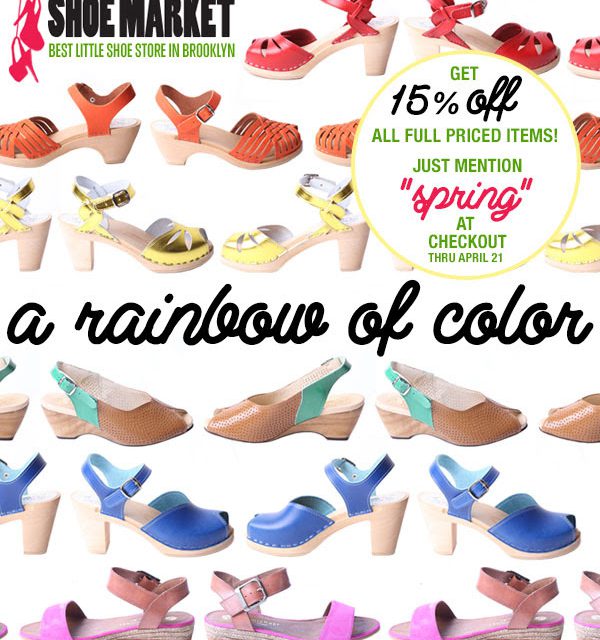 SHOE MARKET
BEST LITTLE SHOE STORE IN BROOKLYN
GET
15% off
ALL FULL PRICED ITEMS!
JUST MENTION
"spring"
AT
CHECKOUT
THRU APRIL 21
a rainbow of color